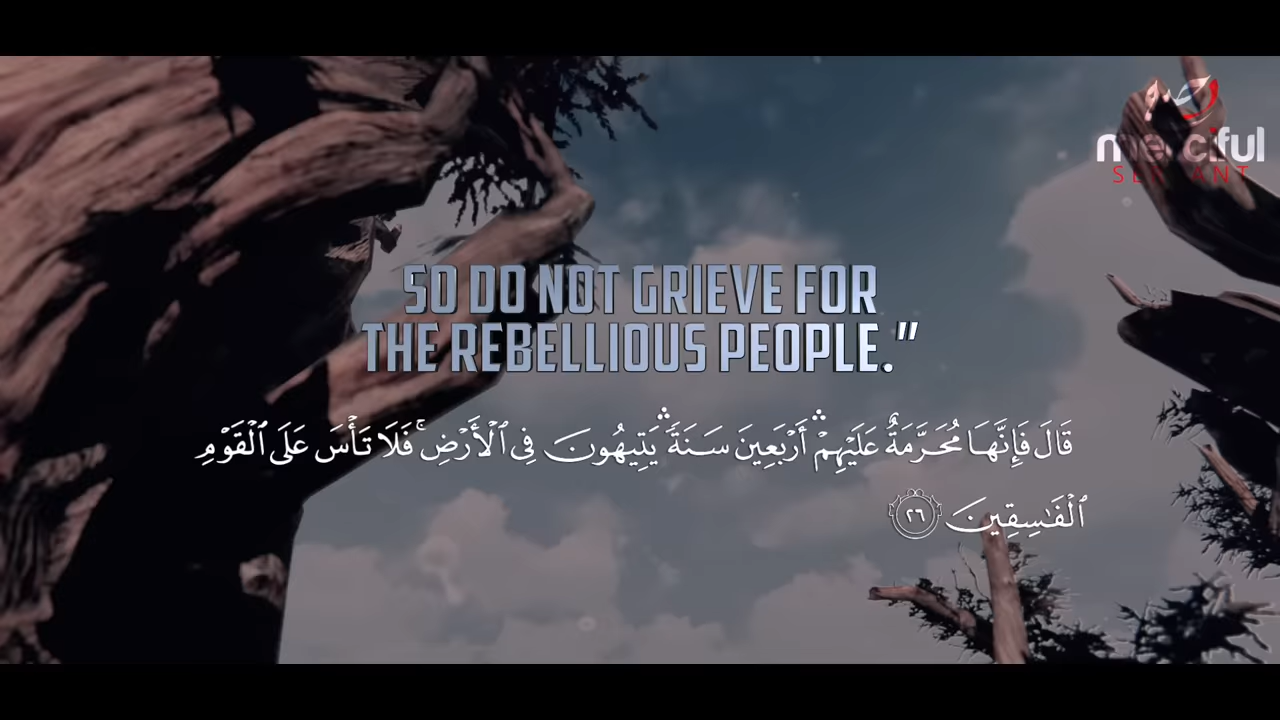 merciful
SERVANT
SO DO NOT GRIEVE FOR
THE REBELLIOUS PEOPLE."
قَالَ فَإِنَّهَا مُحَرَّمَةٌ عَلَيْهِمْ ۛ أَرْبَعِينَ سَنَةً ۛ يَتِيهُونَ فِى ٱلْأَرْضِ ۚ فَلَا تَأْسَ عَلَى ٱلْقَوْمِ
ٱلْفَـٰسِقِينَ ٢٦